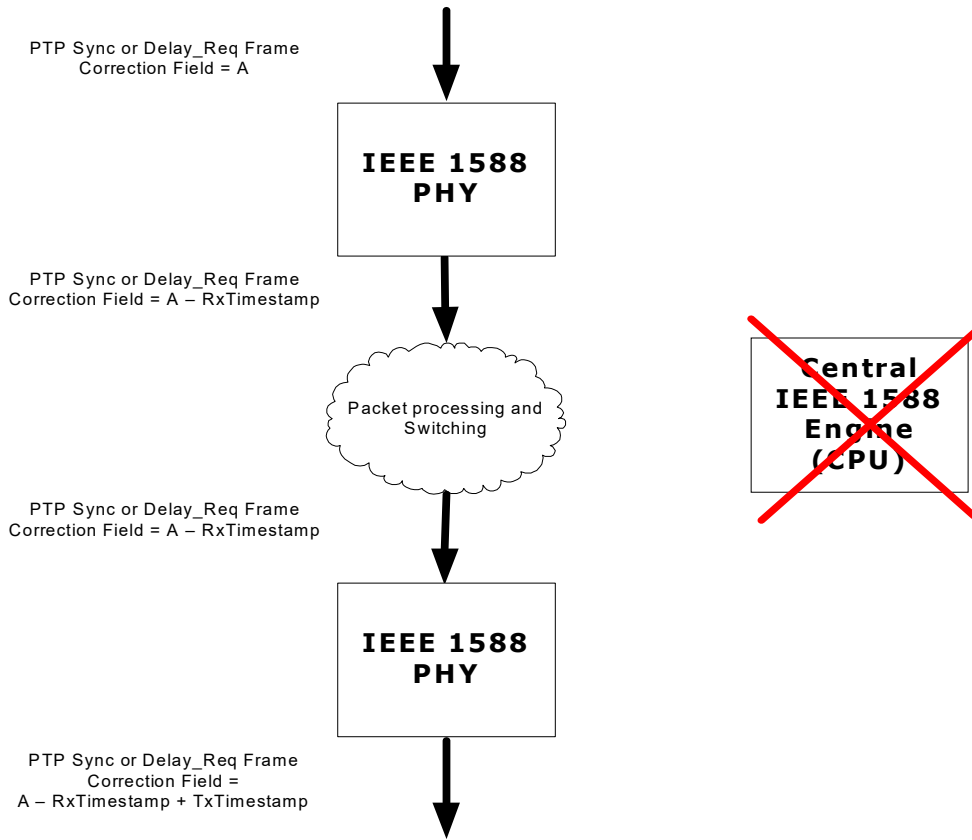 PTP Sync or Delay_Req Frame
Correction Field = A
IEEE 1588
PHY
PTP Sync or Delay_Req Frame
Correction Field = A – RxTimestamp
Packet processing and
Switching
Central
IEEE 1588
Engine
(CPU)
PTP Sync or Delay_Req Frame
Correction Field = A – RxTimestamp
IEEE 1588
PHY
PTP Sync or Delay_Req Frame
Correction Field =
A – RxTimestamp + TxTimestamp